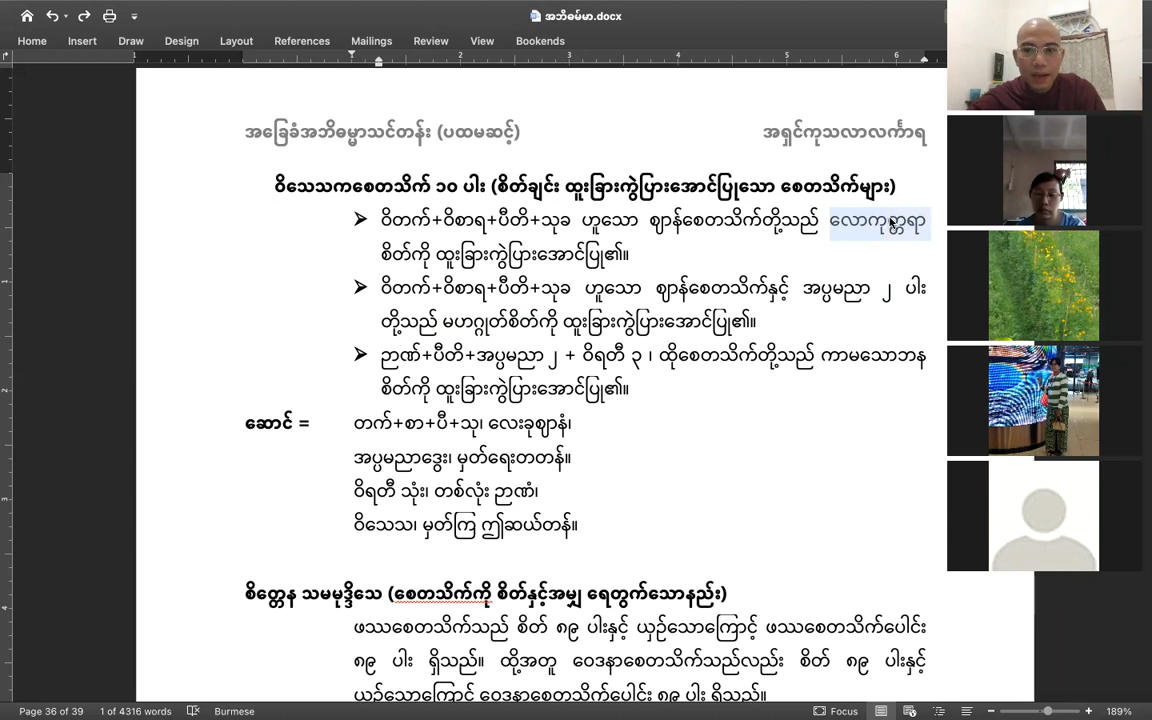 အဘိဓမ္မာ.docx
Home Insert Draw Design Layout References Mailings Review View Bookends
1 2 3 4 5 6
အခြေခံအဘိဓမ္မာသင်တန်း (ပထမဆင့်) အရှင်ကုသလာလင်္ကာရ
ဝိသေသကစေတသိက် ၁၀ ပါး (စိတ်ချင်း ထူးခြားကွဲပြားအောင်ပြုသော စေတသိက်များ)
➤ ဝိတက်+ဝိစာရ+ပီတိ+သုခ ဟူသော ဈာန်စေတသိက်တို့သည် လောကုတ္တရာ
စိတ်ကို ထူးခြားကွဲပြားအောင်ပြု၏။
➤ ဝိတက်+ဝိစာရ+ပီတိ+သုခ ဟူသော ဈာန်စေတသိက်နှင့် အပ္ပမညာ ၂ ပါး
တို့သည် မဟဂ္ဂုတ်စိတ်ကို ထူးခြားကွဲပြားအောင်ပြု၏။
➤ ဉာဏ်+ပီတိ+အပ္ပမညာ ၂ + ဝိရတီ ၃ ၊ ထိုစေတသိက်တို့သည် ကာမသောဘန
စိတ်ကို ထူးခြားကွဲပြားအောင်ပြု၏။
ဆောင် = တက်+စာ+ပီ+သု၊ လေးခုဈာနံ၊
အပ္ပမညာဒွေး၊ မှတ်ရေးတတန်။
ဝိရတီ သုံး၊ တစ်လုံး ဉာဏံ၊
ဝိသေသ၊ မှတ်ကြ ဤဆယ်တန်။
စိတ္တေန သမမုဒ္ဒိသေ (စေတသိက်ကို စိတ်နှင့်အမျှ ရေတွက်သောနည်း)
ဖဿစေတသိက်သည် စိတ် ၈၉ ပါးနှင့် ယှဉ်သောကြောင့် ဖဿစေတသိက်ပေါင်း
၈၉ ပါး ရှိသည်။ ထို့အတူ ဝေဒနာစေတသိက်သည်လည်း စိတ် ၈၉ ပါးနှင့်
ယှဉ်သောကြောင့် ဝေဒနာစေတသိက်ပေါင်း ၈၉ ပါး ရှိသည်။
Page 36 of 39 1 of 4316 words Burmese Focus 189%